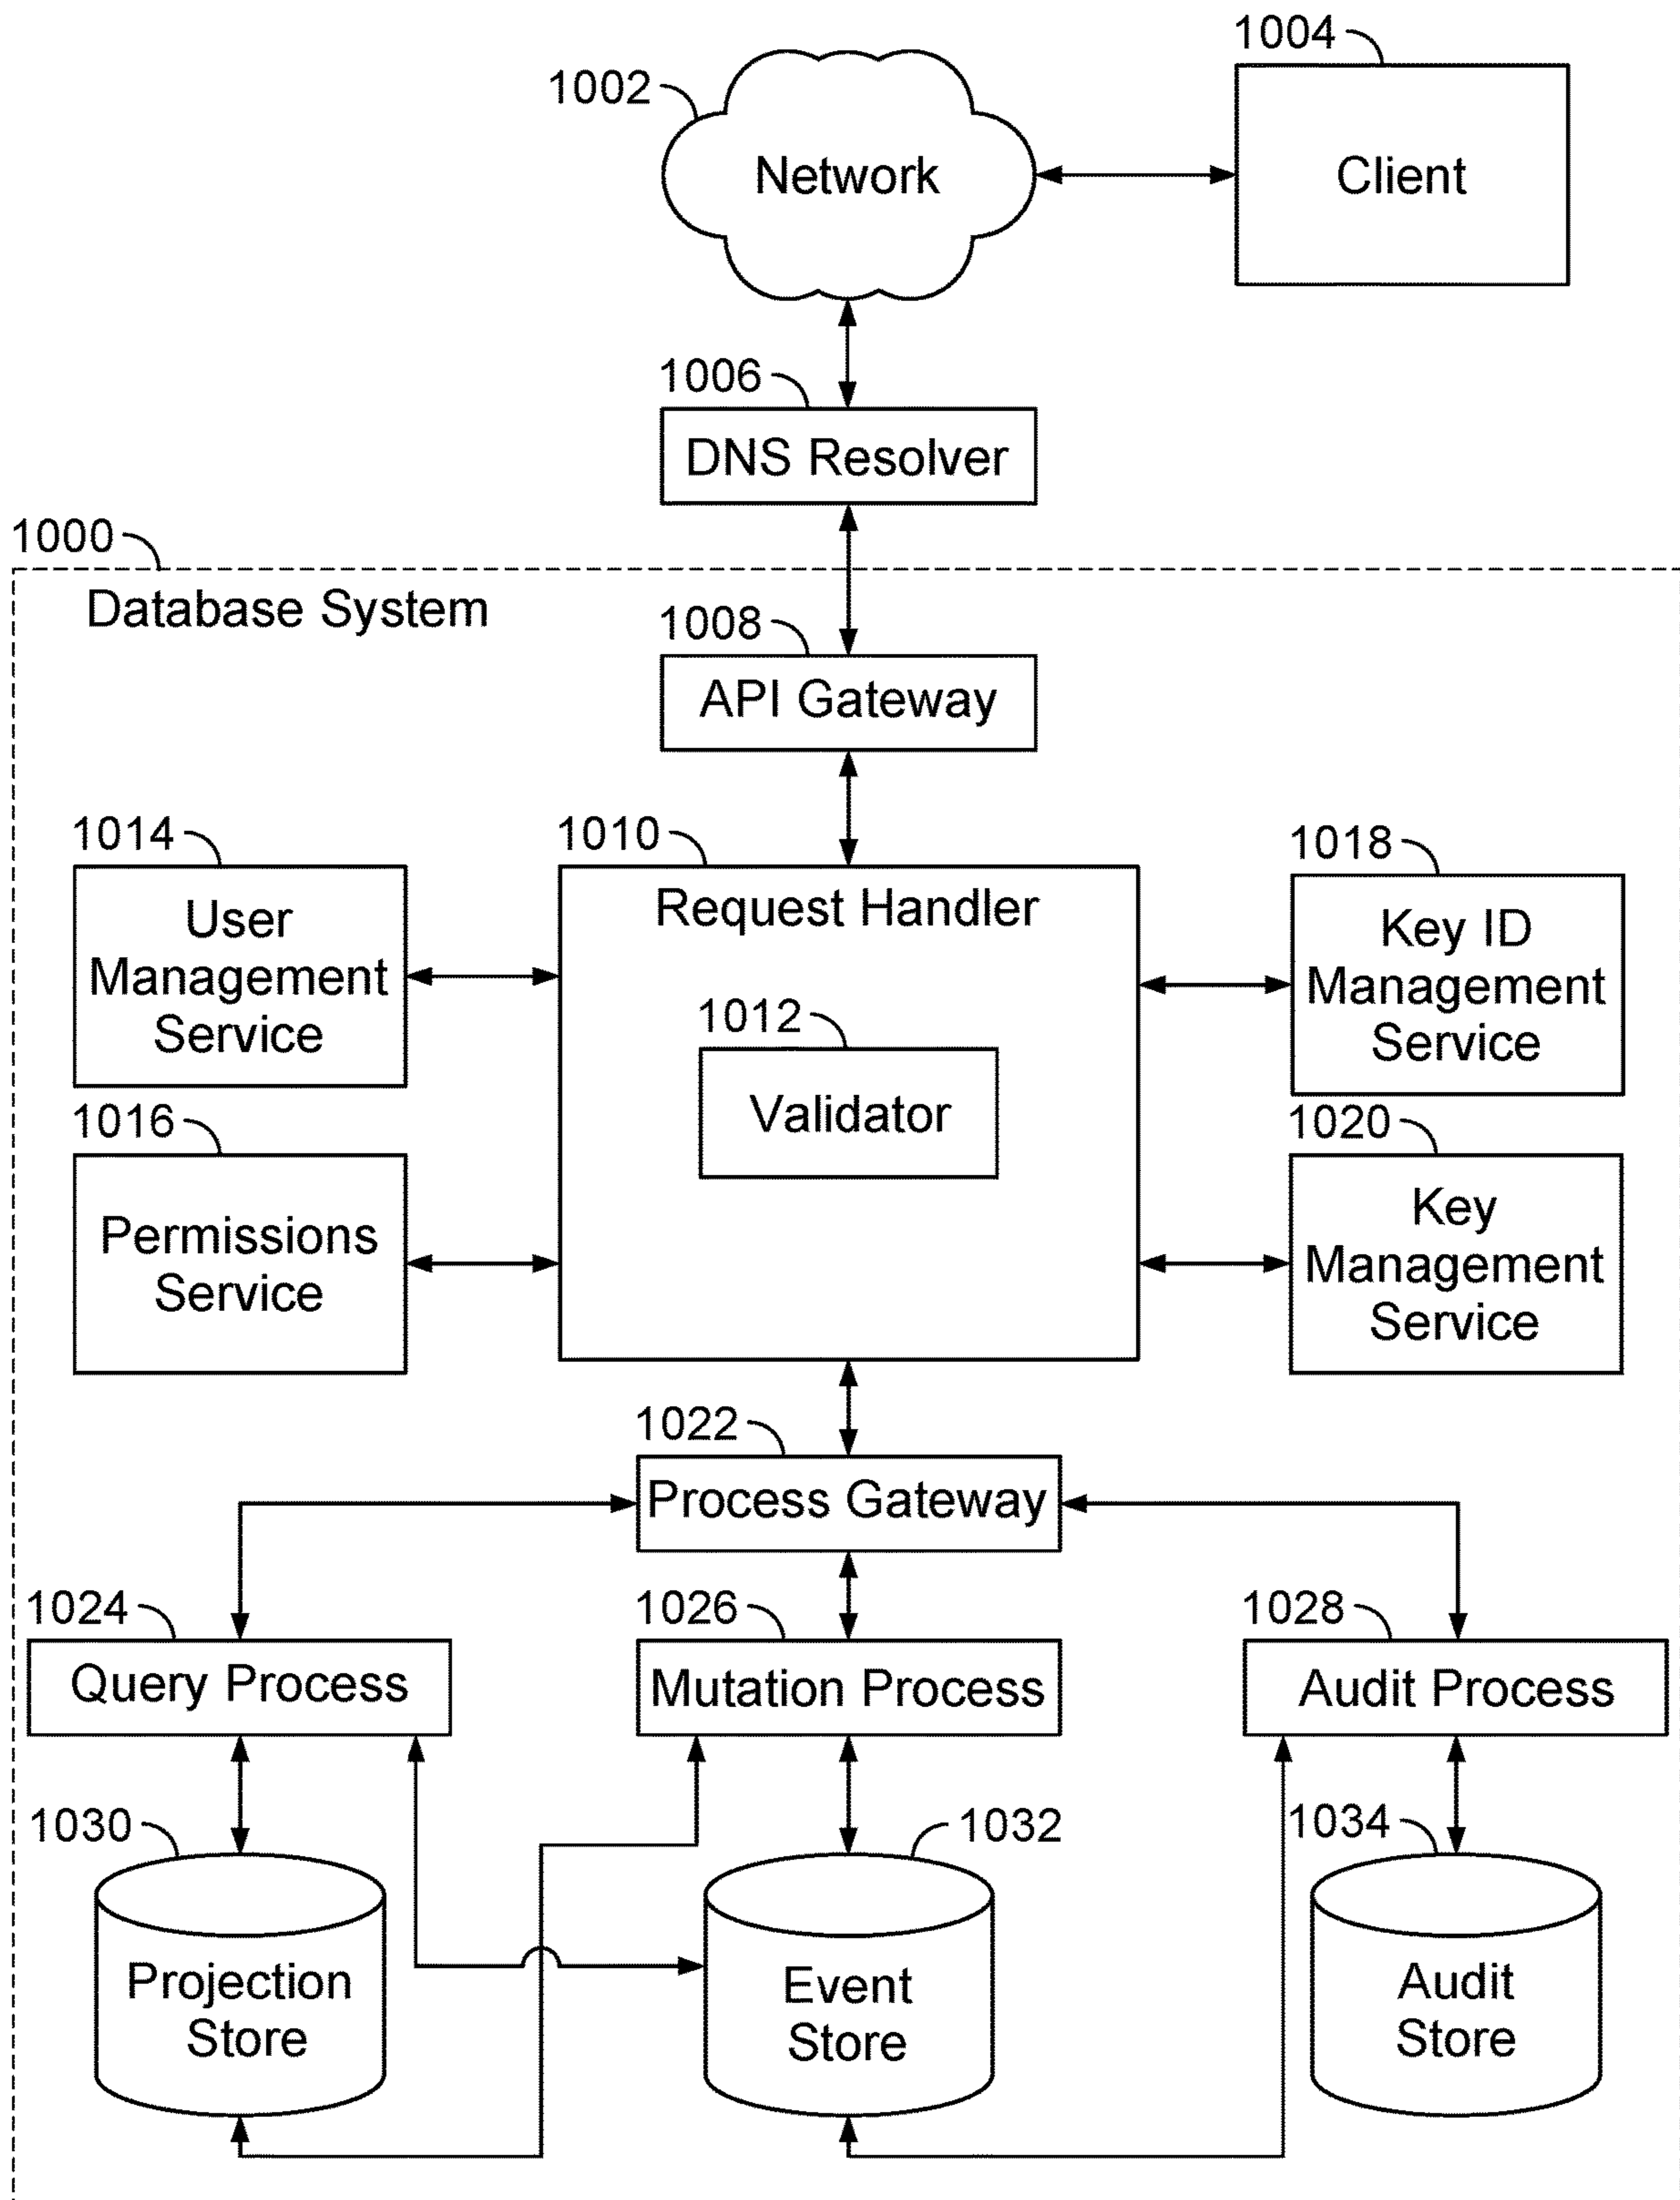 1004
1002
Network
Client
1006
DNS Resolver
1000
Database System
1008
API Gateway
1014
1010
1018
User
Management
Service
Request Handler
Key ID
Management
Service
1012
Validator
1016
1020
Permissions
Service
Key
Management
Service
1022
Process Gateway
1024
1026
1028
Query Process
Mutation Process
Audit Process
1030
1032
1034
Projection
Store
Event
Store
Audit
Store